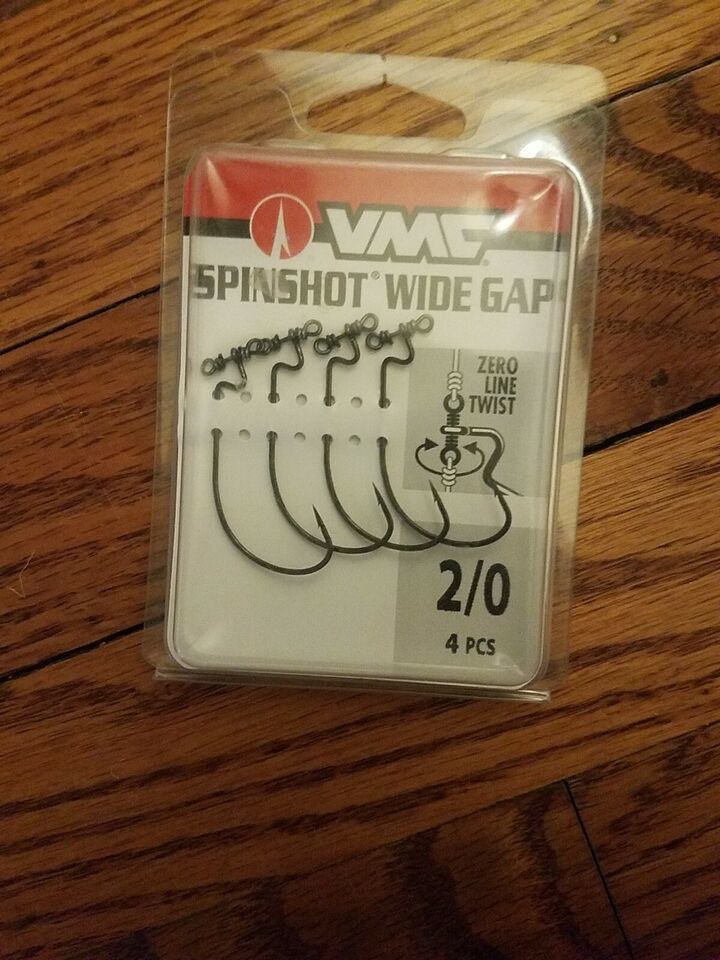 VMC®
SPINSHOT® WIDE GAP
ZERO
LINE
TWIST
2/0
4 PCS